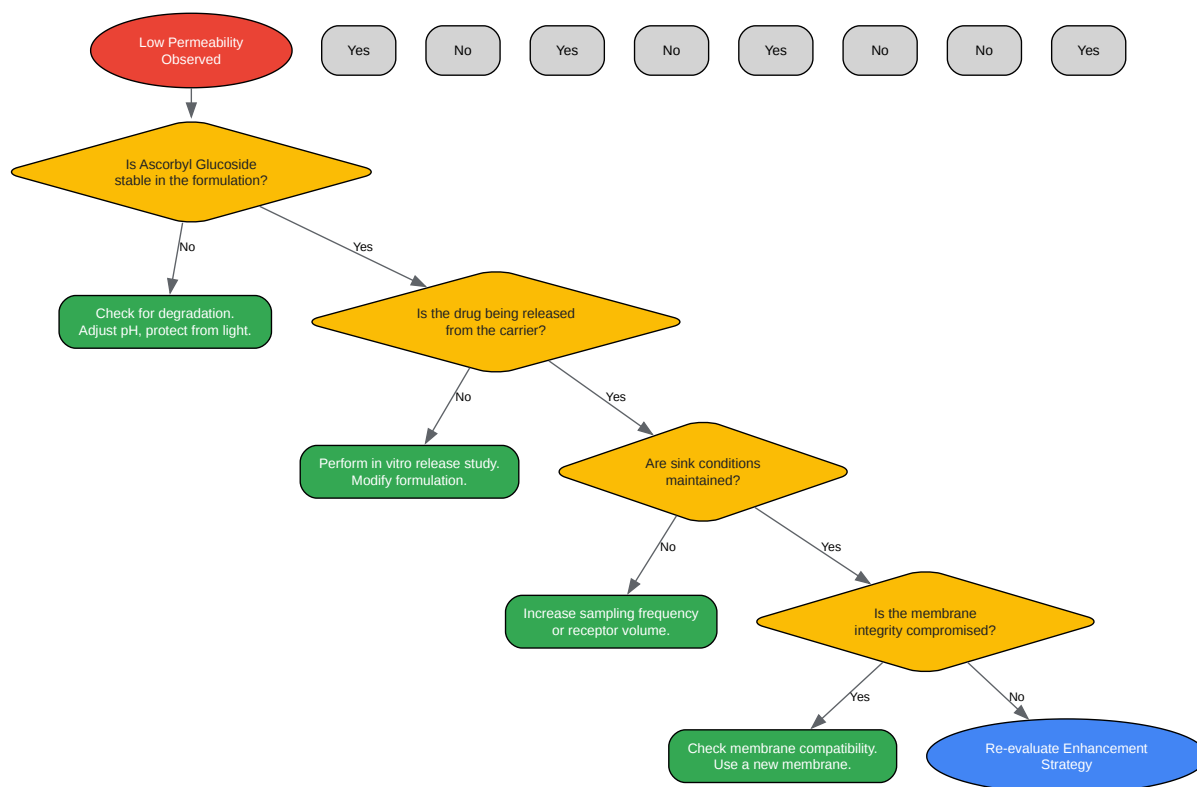 Low Permeability
Observed
Yes
No
Yes
No
Yes
No
No
Yes
Is Ascorbyl Glucoside
stable in the formulation?
No
Yes
Check for degradation.
Adjust pH, protect from light.
Is the drug being released
from the carrier?
No
Yes
Perform in vitro release study.
Modify formulation.
Are sink conditions
maintained?
No
Yes
Increase sampling frequency
or receptor volume.
Is the membrane
integrity compromised?
Yes
No
Check membrane compatibility.
Use a new membrane.
Re-evaluate Enhancement
Strategy